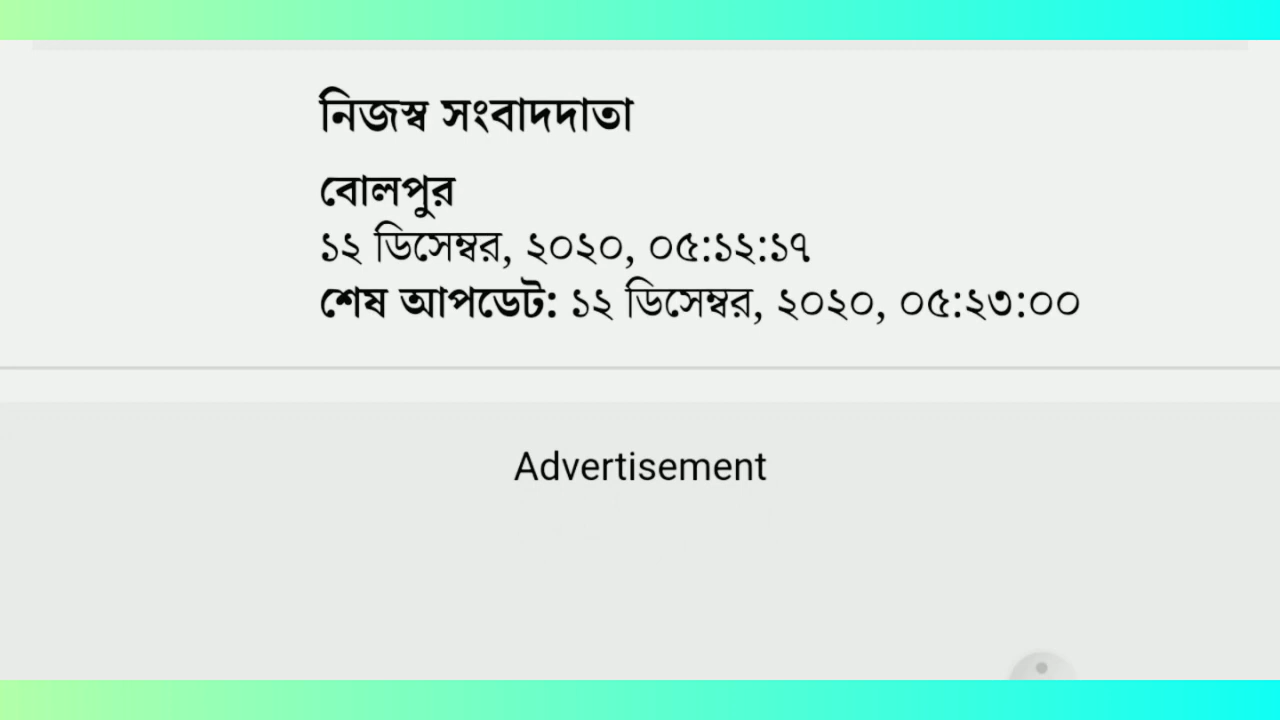 নিজস্ব সংবাদদাতা
বোলপুর
১২ ডিসেম্বর, ২০২০, ০৫:১২:১৭
শেষ আপডেট: ১২ ডিসেম্বর, ২০২০, ০৫:২৩:০০
Advertisement